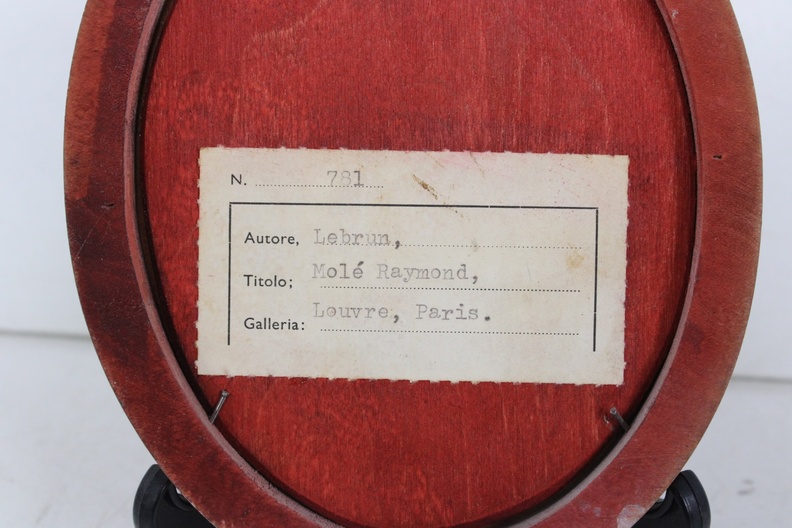 N. 781
Autore, Lebrun,
Titolo; Molé Raymond,
Galleria: Louvre, Paris.